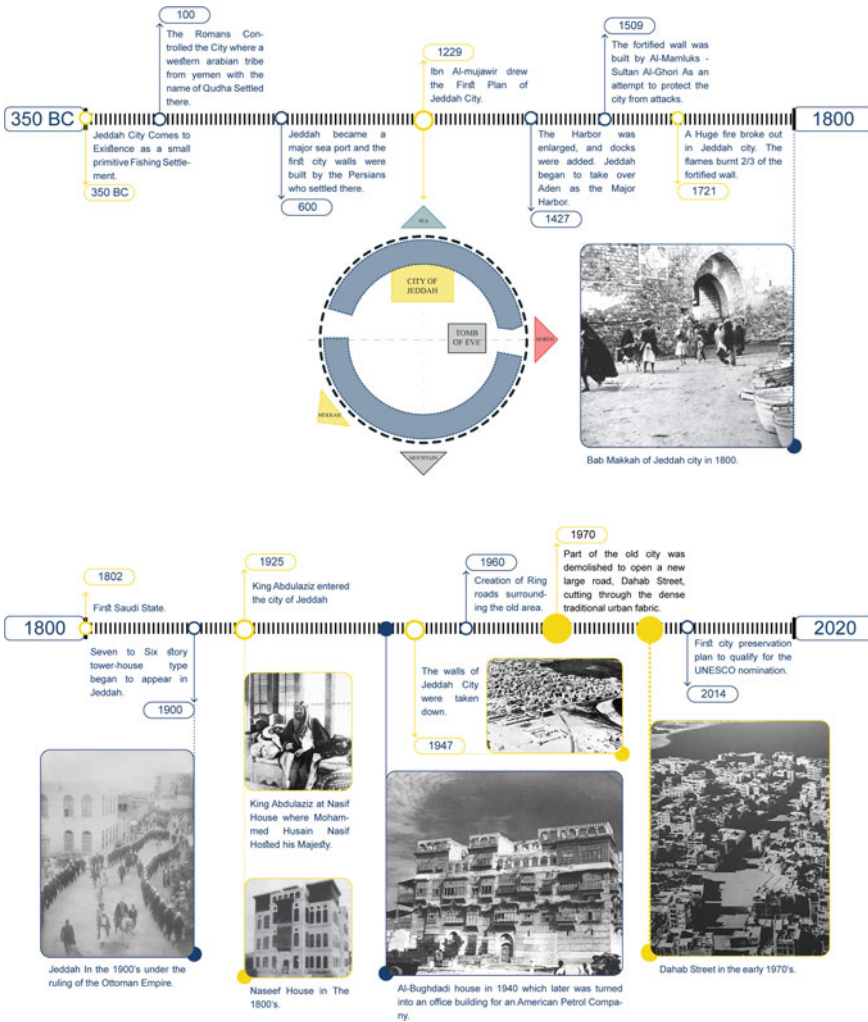 100
The Romans Con-
trolled the City where a
western arabian tribe
from yemen with the
name of Qudha Settled
there.
1229
Ibn Al-mujawir drew
the First Plan of
Jeddah City.
1509
The fortified wall was
built by Al-Mamluks -
Sultan Al-Ghori As an
attempt to protect the
city from attacks.
350 BC
1800
Jeddah City Comes to
Existence as a small
primitive Fishing Settle-
ment.
350 BC
Jeddah became a
major sea port and the
first city walls were
built by the Persians
who settled there.
600
The Harbor was
enlarged, and docks
were added. Jeddah
began to take over
Aden as the Major
Harbor.
1427
A Huge fire broke out
in Jeddah city. The
flames burnt 2/3 of the
fortified wall.
1721
SEA
CITY OF
JEDDAH
TOMB
OF EVE
NORTH
MEKKAH
MOUNTAIN
Bab Makkah of Jeddah city in 1800.
1802
First Saudi State.
1925
King Abdulaziz entered
the city of Jeddah
1960
Creation of Ring
roads surround-
ing the old area.
1970
Part of the old city was
demolished to open a new
large road, Dahab Street,
cutting through the dense
traditional urban fabric.
1800
2020
Seven to Six story
tower-house type
began to appear in
Jeddah.
1900
The walls of
Jeddah City
were taken
down.
1947
First city preservation
plan to qualify for the
UNESCO nomination.
2014
King Abdulaziz at Nasif
House where Moham-
med Husain Nasif
Hosted his Majesty.
Jeddah In the 1900's under the
ruling of the Ottoman Empire.
Naseef House in The
1800's.
Al-Bughdadi house in 1940 which later was turned
into an office building for an American Petrol Compa-
ny.
Dahab Street in the early 1970's.